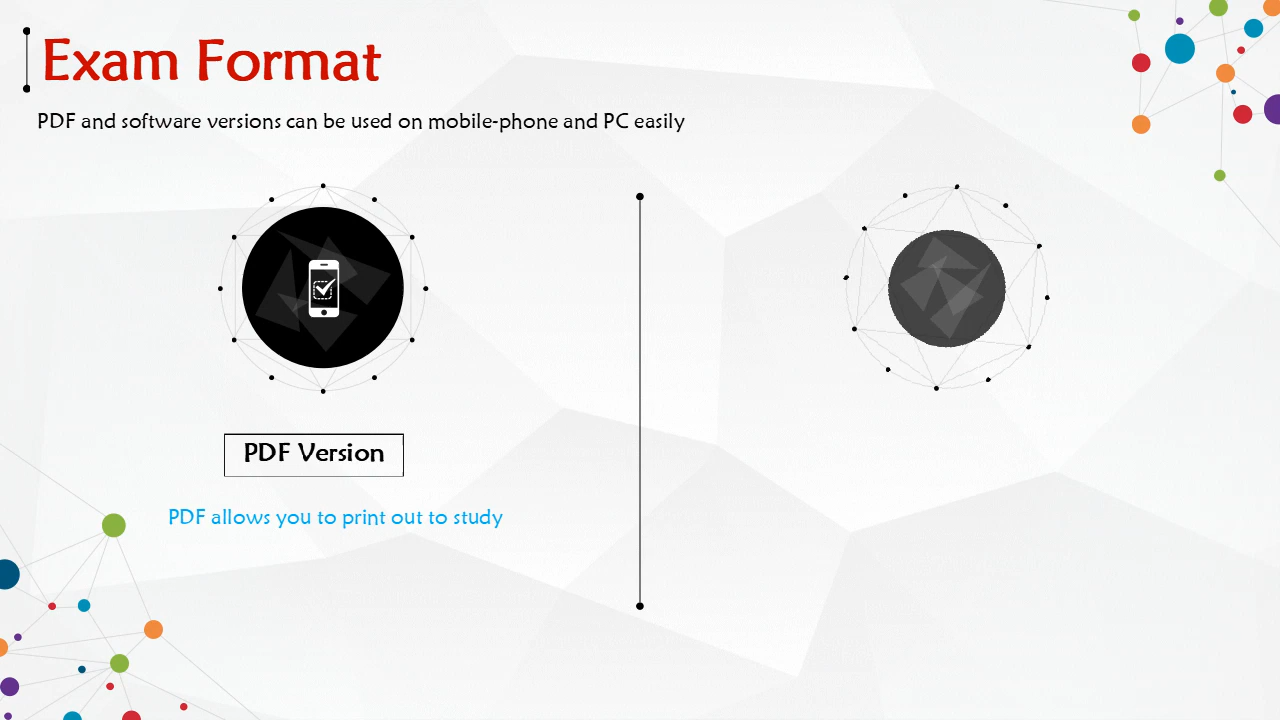 Exam Format
PDF and software versions can be used on mobile-phone and PC easily
PDF Version
PDF allows you to print out to study